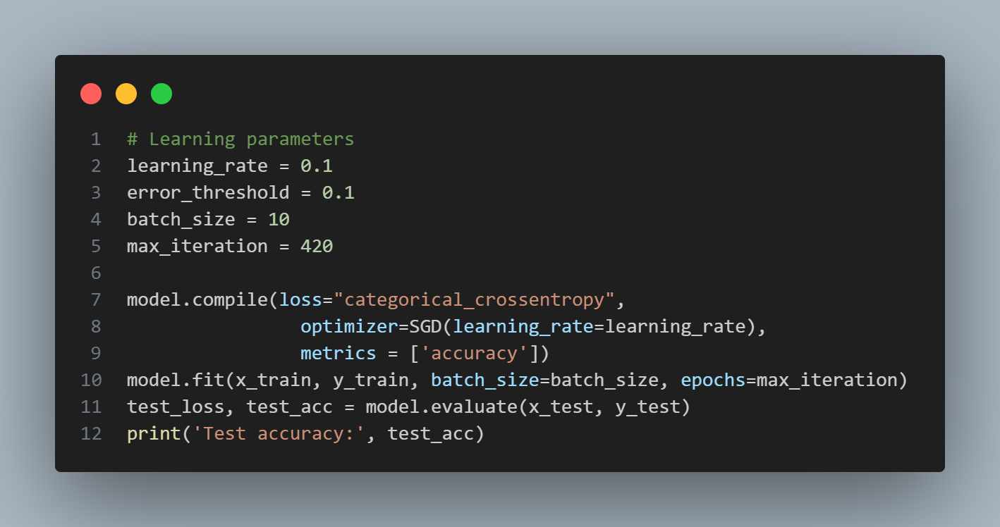 1 # Learning parameters
2 learning_rate = 0.1
3 error_threshold = 0.1
4 batch_size = 10
5 max_iteration = 420
6
7 model.compile(loss="categorical_crossentropy",
8                 optimizer=SGD(learning_rate=learning_rate),
9                 metrics = ['accuracy'])
10 model.fit(x_train, y_train, batch_size=batch_size, epochs=max_iteration)
11 test_loss, test_acc = model.evaluate(x_test, y_test)
12 print('Test accuracy:', test_acc)